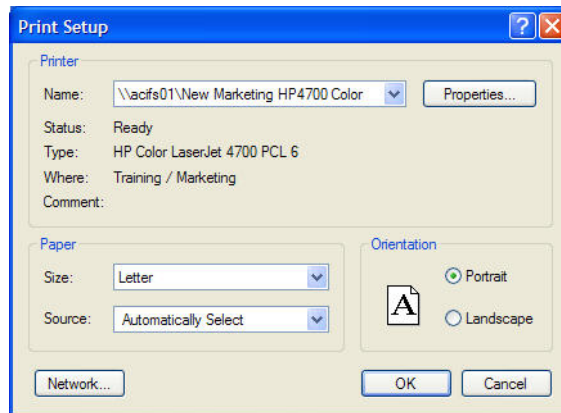 Print Setup
Printer
Name: \\acifs01\New Marketing HP4700 Color Properties...
Status: Ready
Type: HP Color LaserJet 4700 PCL 6
Where: Training / Marketing
Comment:
Paper
Size: Letter
Source: Automatically Select
Orientation
A
Portrait
Landscape
Network... OK Cancel